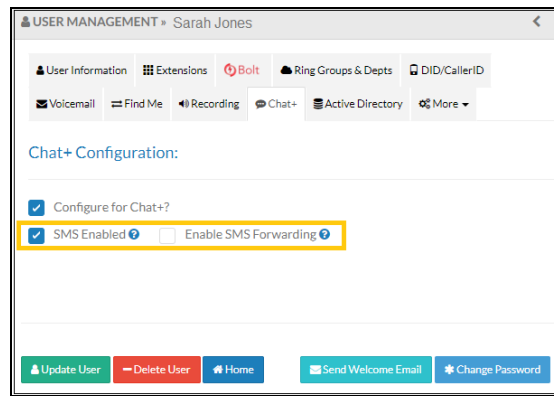 USER MANAGEMENT » Sarah Jones
User Information Extensions Bolt Ring Groups & Depts DID/CallerID
Voicemail Find Me Recording Chat+ Active Directory More
Chat+ Configuration:
Configure for Chat+?
SMS Enabled Enable SMS Forwarding
Update User Delete User Home Send Welcome Email Change Password